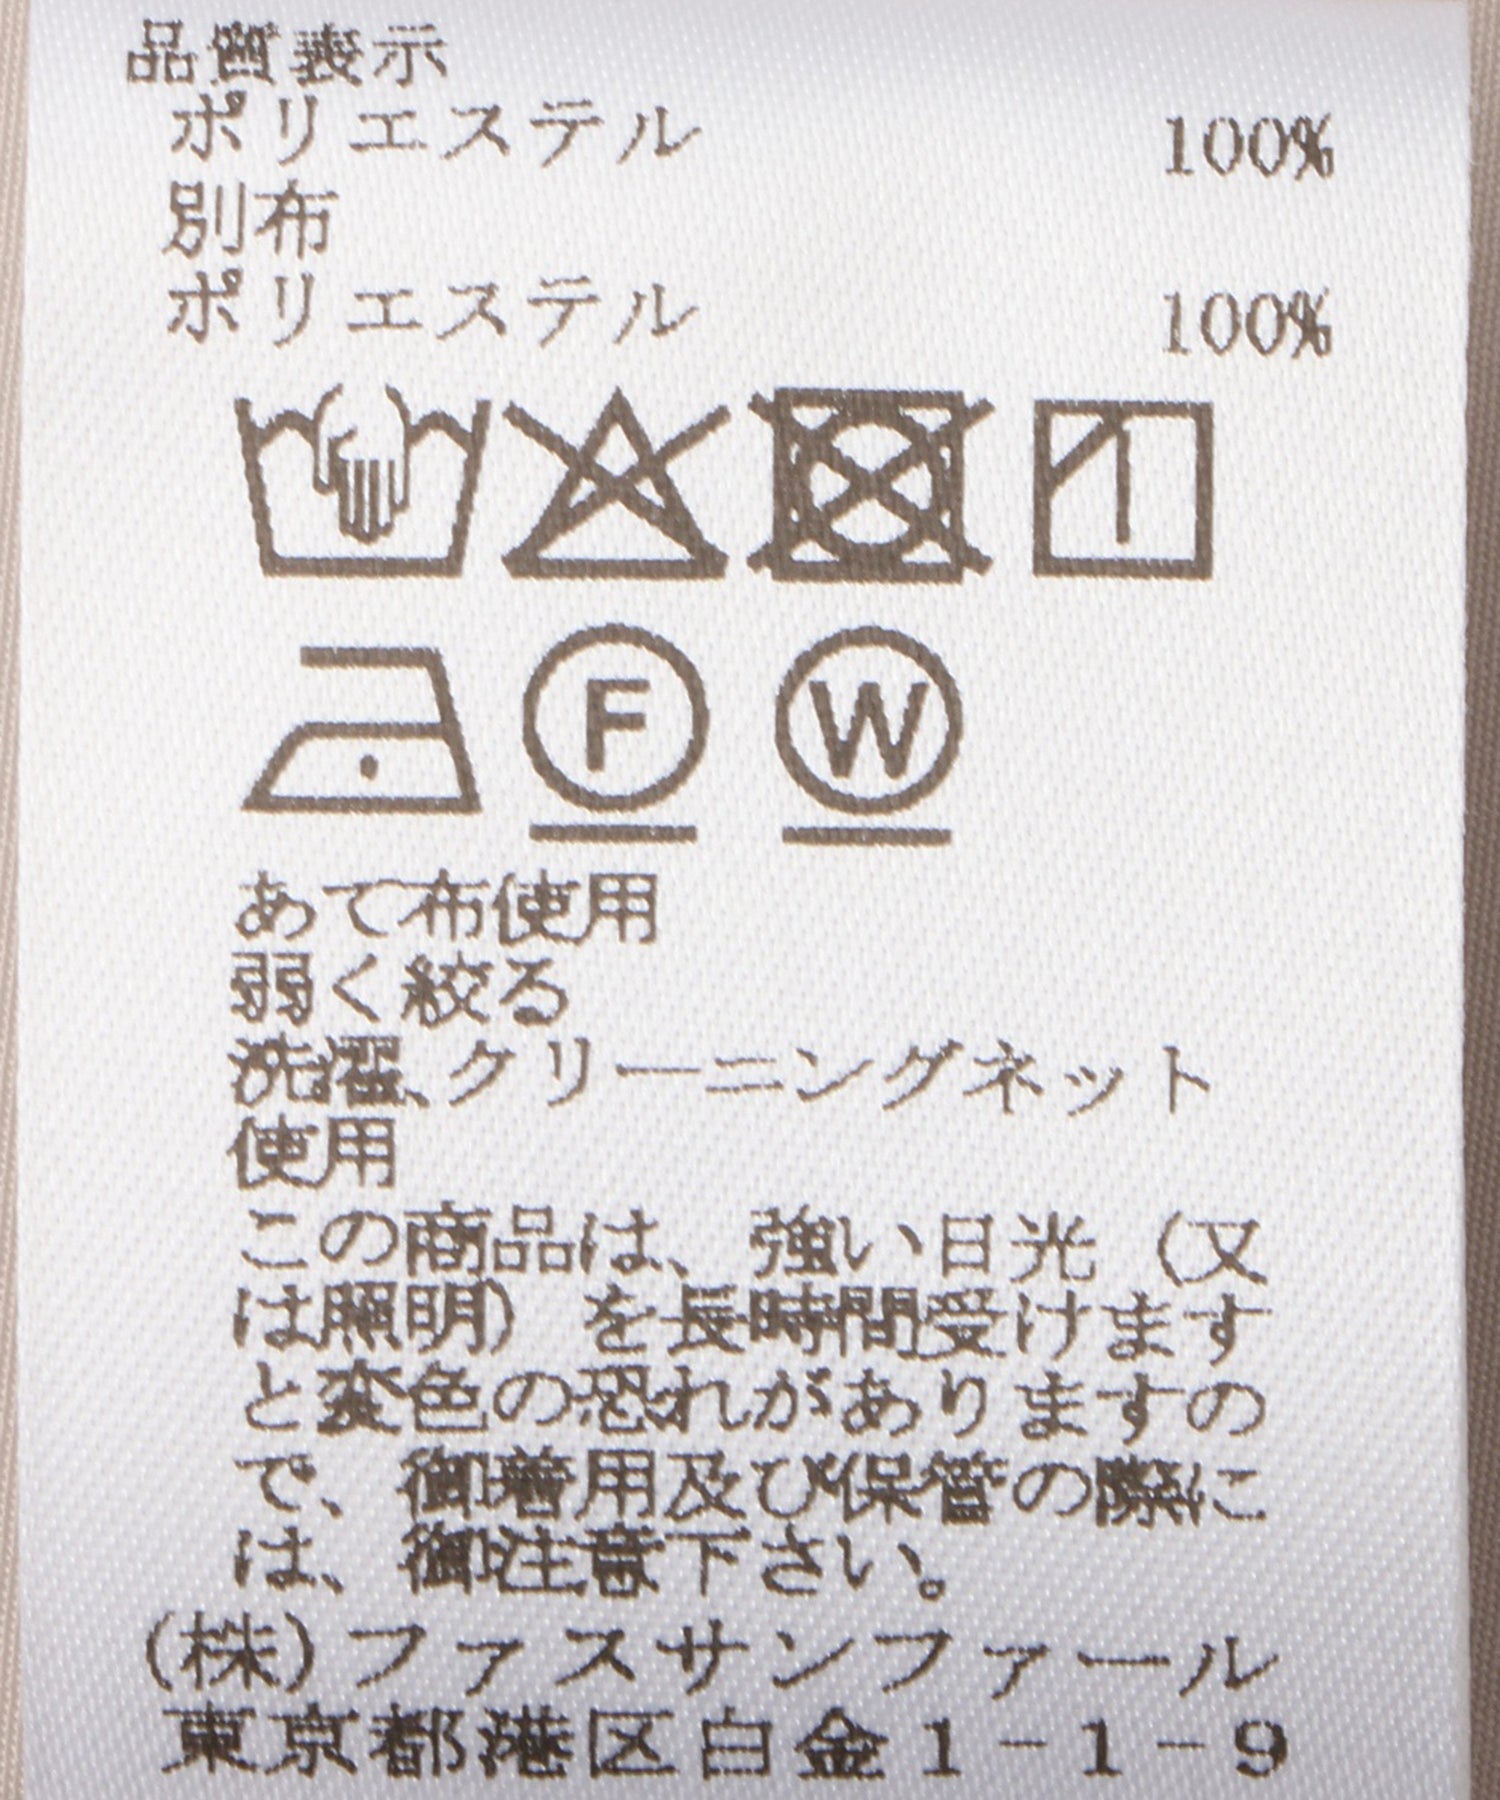 品質表示
ポリエステル 100%
別布
ポリエステル 100%
F W
あて布使用
弱く絞る
洗濯、クリーニングネット
使用
この商品は、強い日光(又
は照明)を長時間受けます
と変色の恐れがありますの
で、御着用及び保管の際に
は、御注意下さい。
(株)ファスサンファール
東京都港区白金1-1-9